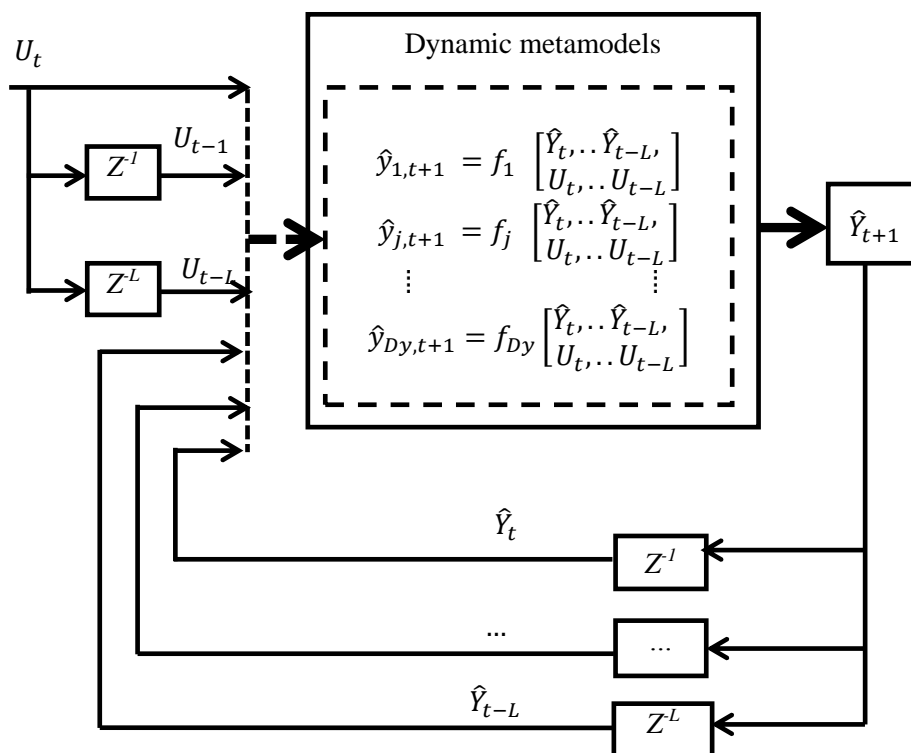 Dynamic metamodels
U_t
Z^{-1}
U_{t-1}
Z^{-L}
U_{t-L}
ŷ_{1,t+1} = f_1 [Ŷ_t, . . Ŷ_{t-L},
U_t, . . U_{t-L}]
ŷ_{j,t+1} = f_j [Ŷ_t, . . Ŷ_{t-L},
U_t, . . U_{t-L}]
⋮ ⋮
ŷ_{Dy,t+1} = f_{Dy} [Ŷ_t, . . Ŷ_{t-L},
U_t, . . U_{t-L}]
Ŷ_{t+1}
Ŷ_t
Z^{-1}
...
...
Ŷ_{t-L}
Z^{-L}